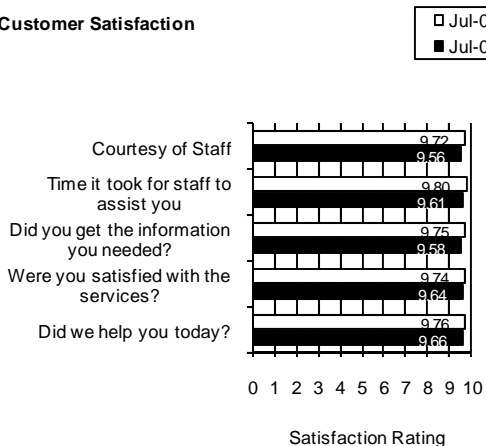 Customer Satisfaction
Jul-0
Jul-0
Courtesy of Staff
9.72
9.56
Time it took for staff to
assist you
9.80
9.61
Did you get the information
you needed?
9.75
9.58
Were you satisfied with the
services?
9.74
9.64
Did we help you today?
9.76
9.66
0 1 2 3 4 5 6 7 8 9 10
Satisfaction Rating